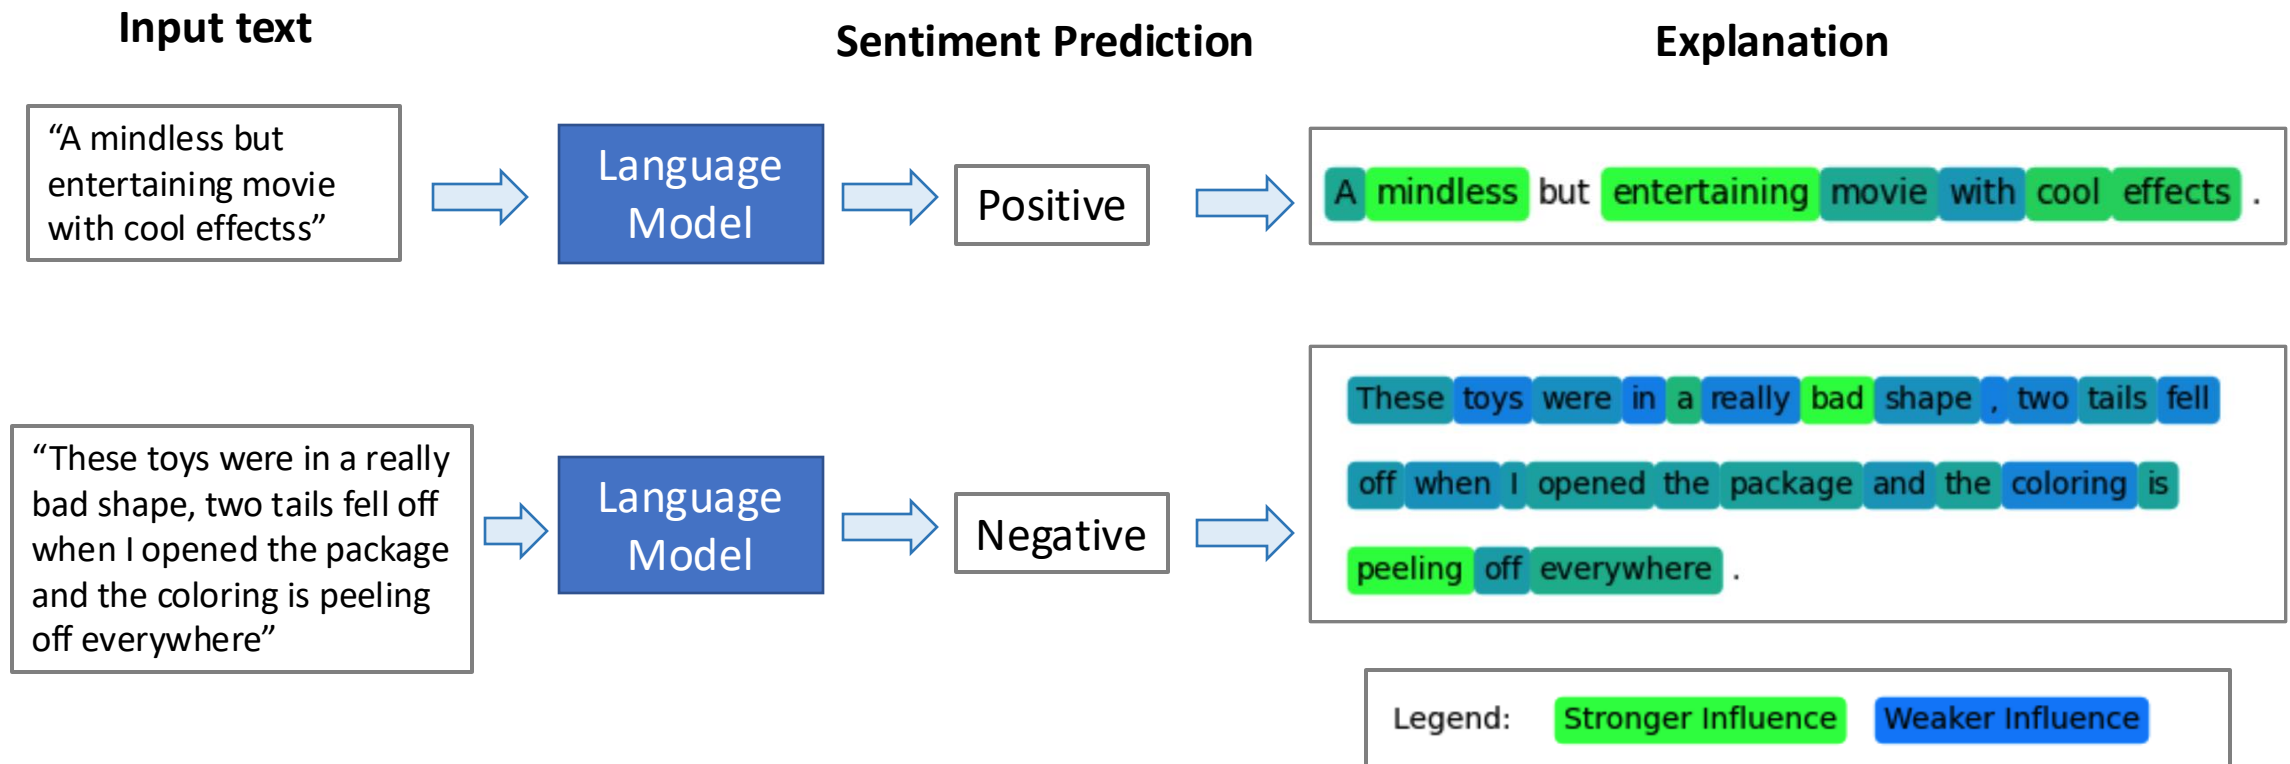 Input text
Sentiment Prediction
Explanation
“A mindless but
entertaining movie
with cool effectss”
Language
Model
Positive
A mindless but entertaining movie with cool effects .
“These toys were in a really
bad shape, two tails fell off
when I opened the package
and the coloring is peeling
off everywhere”
Language
Model
Negative
These toys were in a really bad shape , two tails fell
off when I opened the package and the coloring is
peeling off everywhere .
Legend: Stronger Influence Weaker Influence